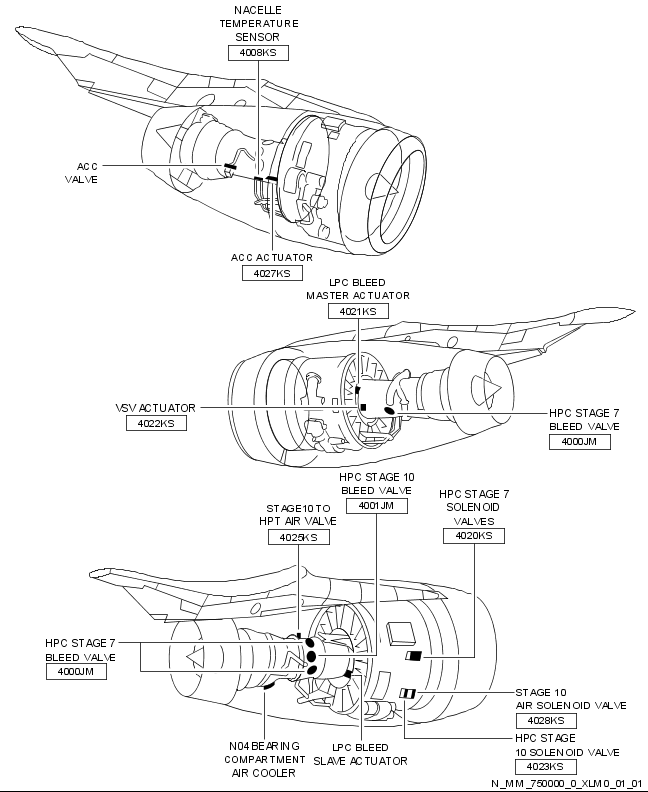 NACELLE
TEMPERATURE
SENSOR
4008KS
ACC
VALVE
ACC ACTUATOR
4027KS
LPC BLEED
MASTER ACTUATOR
4021KS
VSV ACTUATOR
4022KS
HPC STAGE 7
BLEED VALVE
4000JM
HPC STAGE 10
BLEED VALVE
4001JM
STAGE 10 TO
HPT AIR VALVE
4025KS
HPC STAGE 7
SOLENOID
VALVES
4020KS
HPC STAGE 7
BLEED VALVE
4000JM
STAGE 10
AIR SOLENOID VALVE
4028KS
HPC STAGE
10 SOLENOID VALVE
4023KS
N04 BEARING
COMPARTMENT
AIR COOLER
LPC BLEED
SLAVE ACTUATOR
N_MM_750000_0_XLM0_01_01